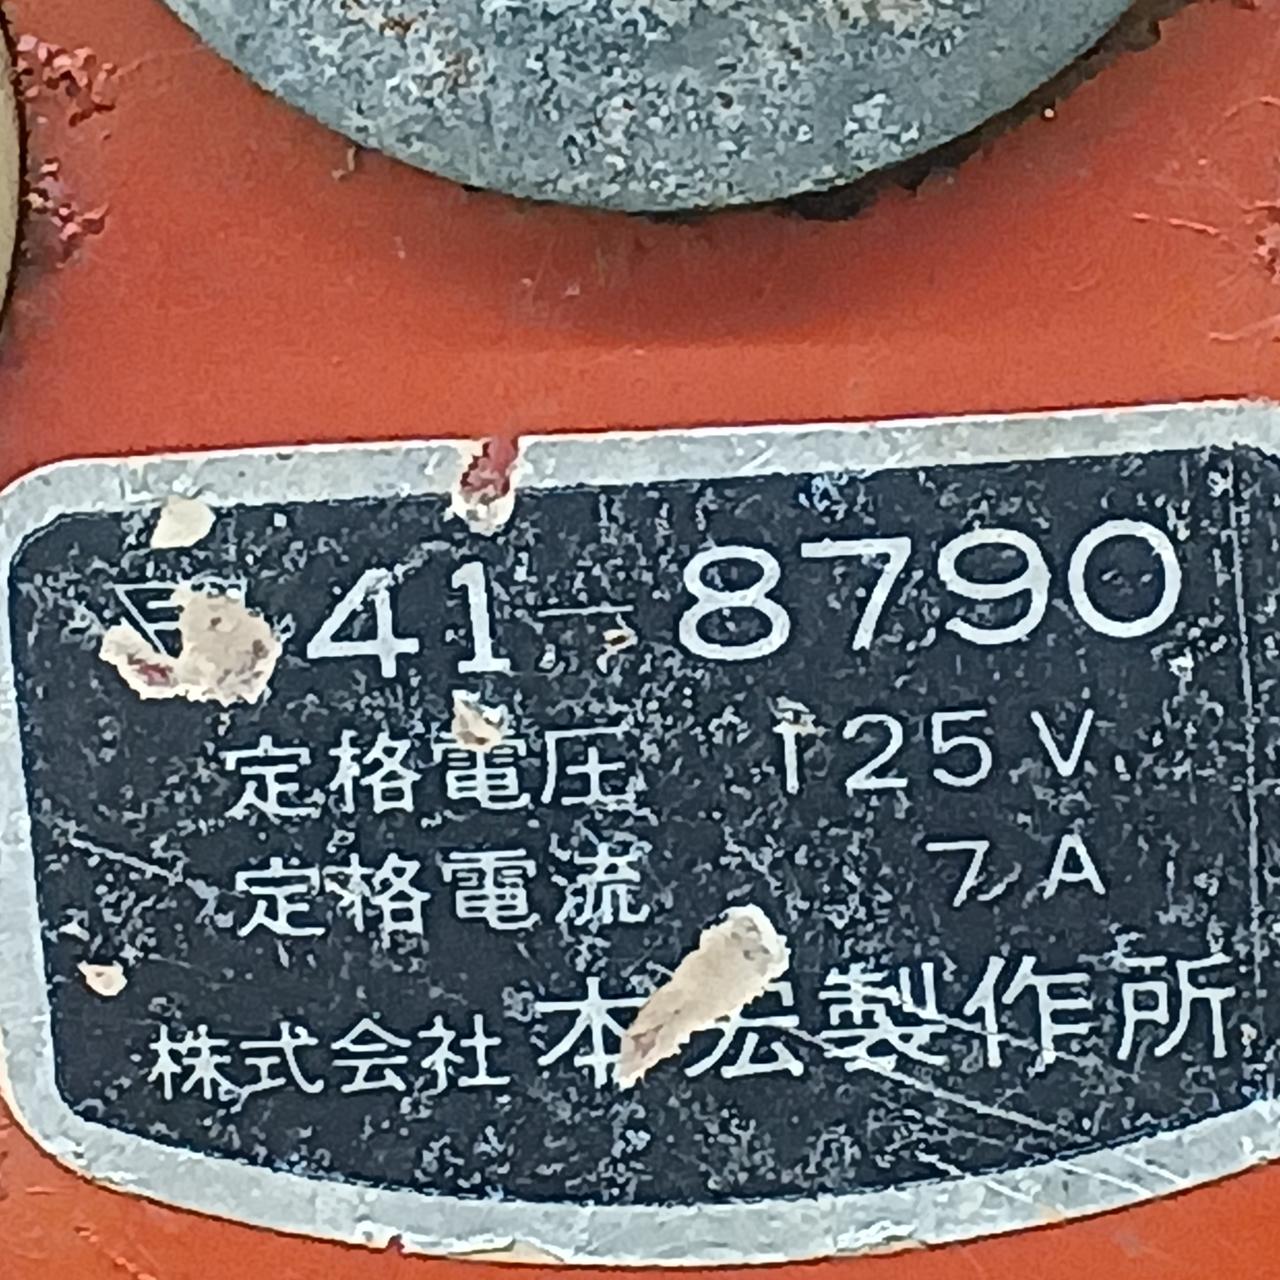 41-8790
定格電圧 125V
定格電流 7A
株式会社 本宏製作所